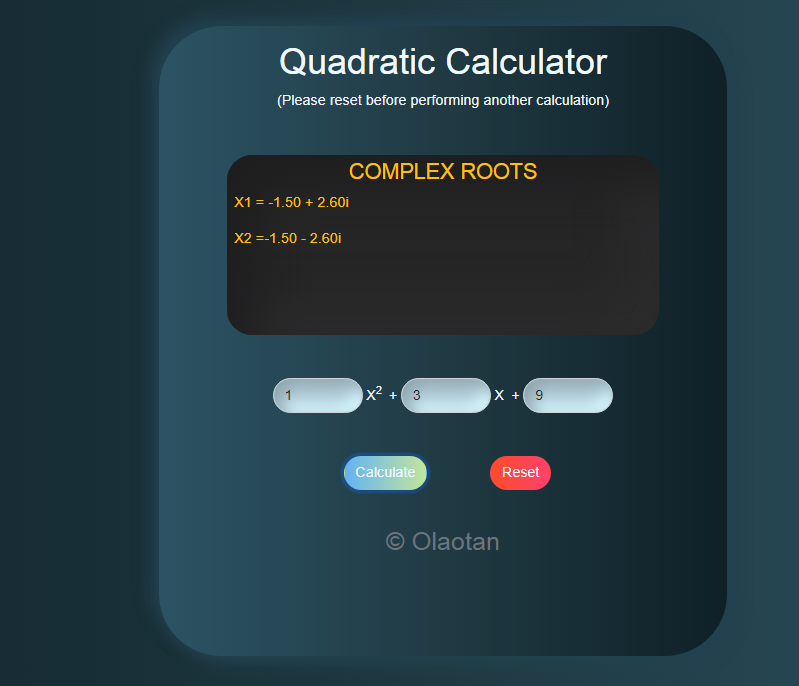 Quadratic Calculator
(Please reset before performing another calculation)
COMPLEX ROOTS
X1 = -1.50 + 2.60i
X2 =-1.50 - 2.60i
1 X² + 3 X + 9
Calculate Reset
© Olaotan